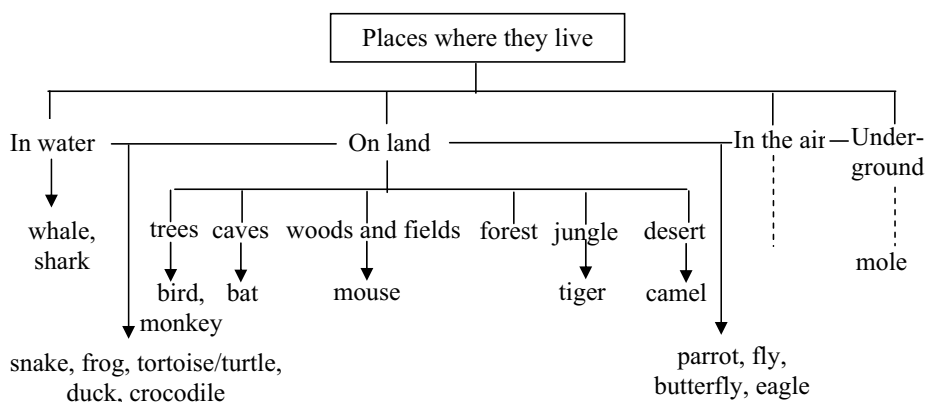 Places where they live
In water
On land
In the air
Under-
ground
whale,
shark
trees
caves
woods and fields
forest
jungle
desert
bird,
monkey
bat
mouse
tiger
camel
mole
snake, frog, tortoise/turtle,
duck, crocodile
parrot, fly,
butterfly, eagle